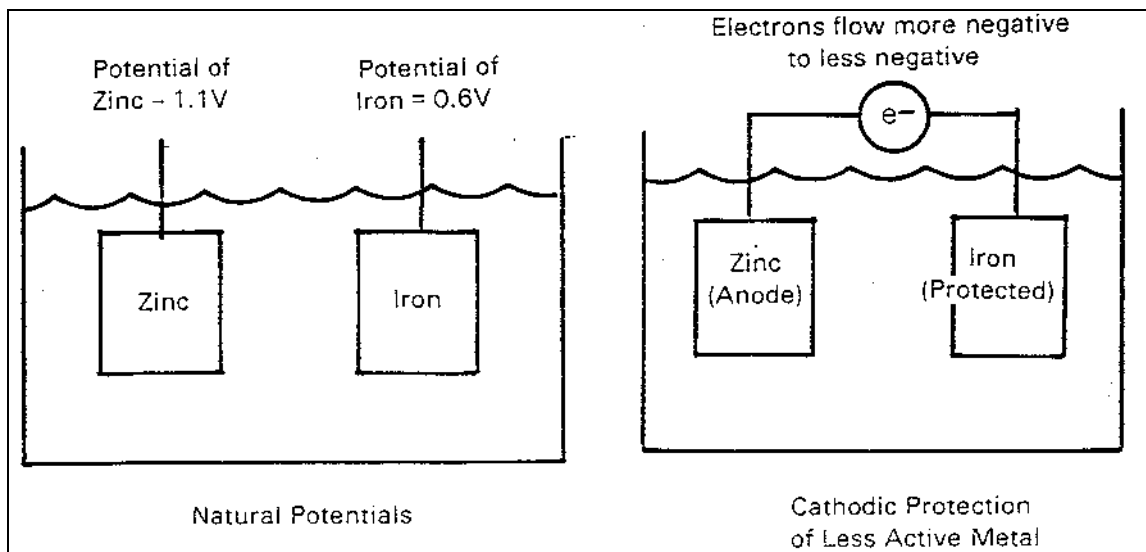 Potential of
Zinc - 1.1V
Potential of
Iron = 0.6V
Zinc
Iron
Natural Potentials
Electrons flow more negative
to less negative
e−
Zinc
(Anode)
Iron
(Protected)
Cathodic Protection
of Less Active Metal